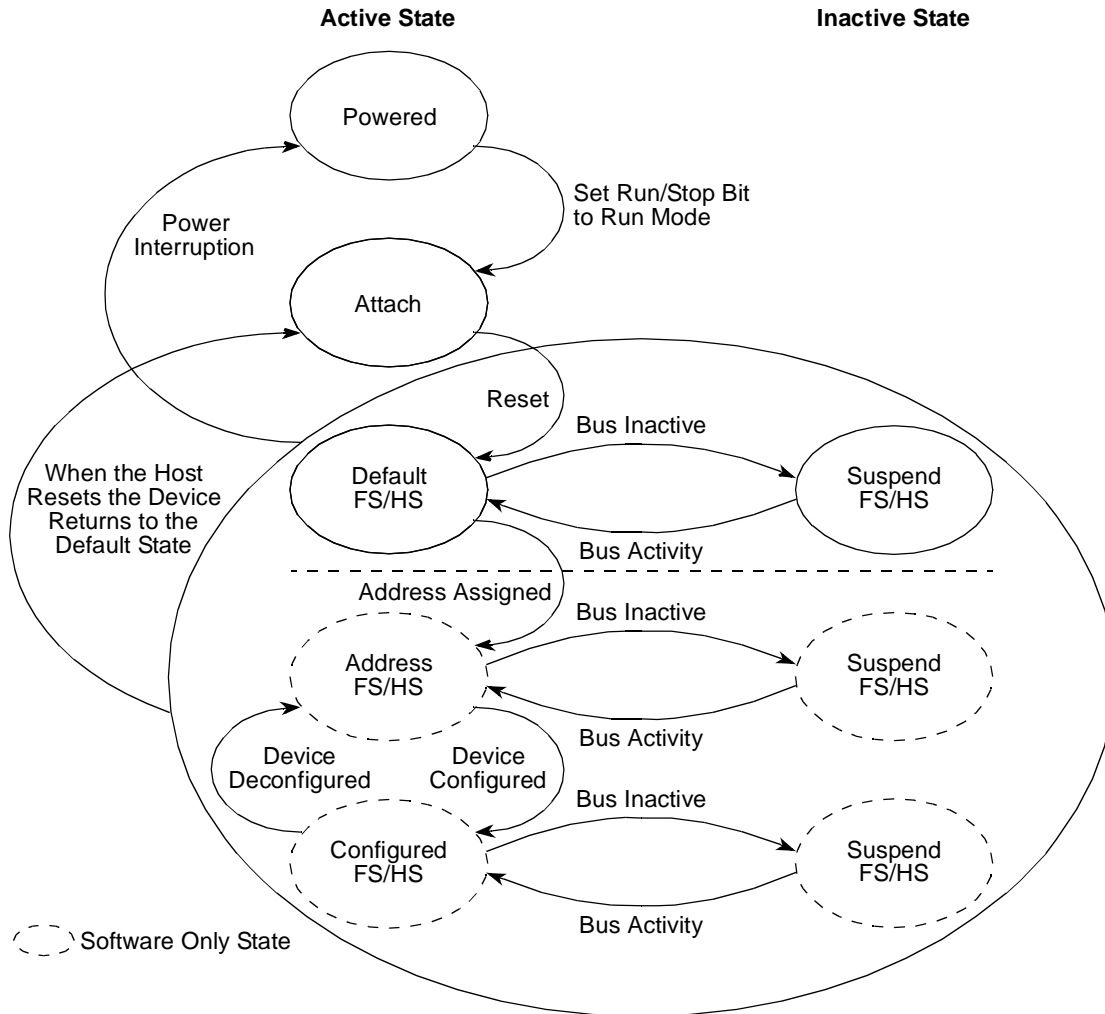 Active State
Inactive State
Powered
Set Run/Stop Bit
to Run Mode
Power
Interruption
Attach
Reset
Bus Inactive
When the Host
Resets the Device
Returns to the
Default State
Default
FS/HS
Suspend
FS/HS
Bus Activity
Address Assigned
Bus Inactive
Address
FS/HS
Suspend
FS/HS
Bus Activity
Device
Deconfigured
Device
Configured
Bus Inactive
Configured
FS/HS
Suspend
FS/HS
Bus Activity
Software Only State